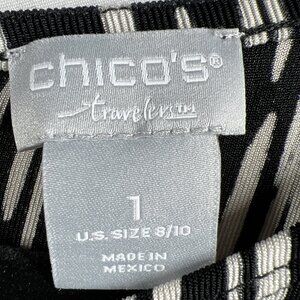 chico's®
travelers™
1
U.S. SIZE 8/10
MADE IN
MEXICO